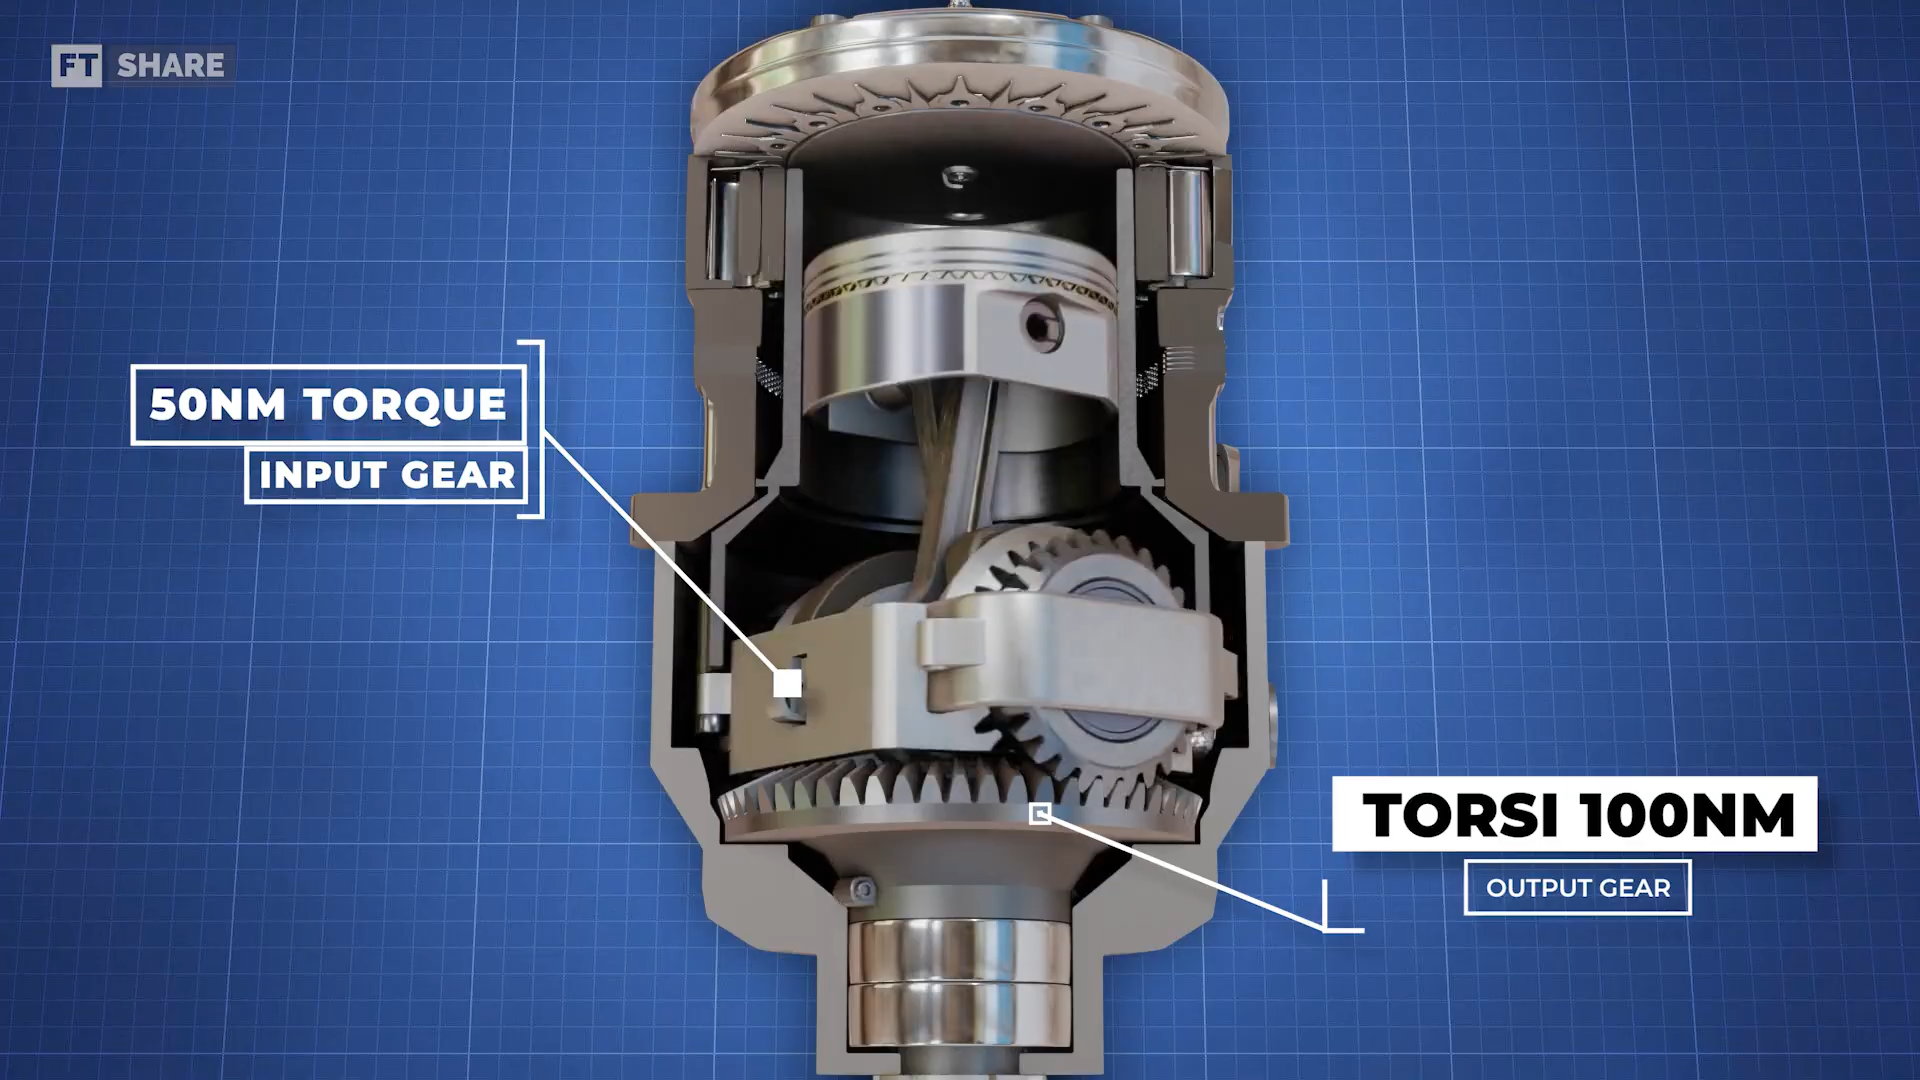 FT SHARE
50NM TORQUE
INPUT GEAR
TORSI 100NM
OUTPUT GEAR